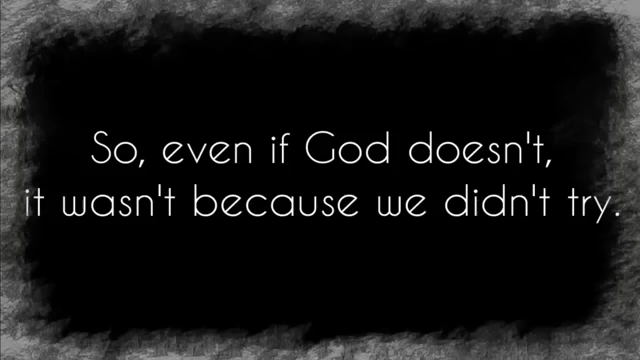 So, even if God doesn't,
it wasn't because we didn't try.